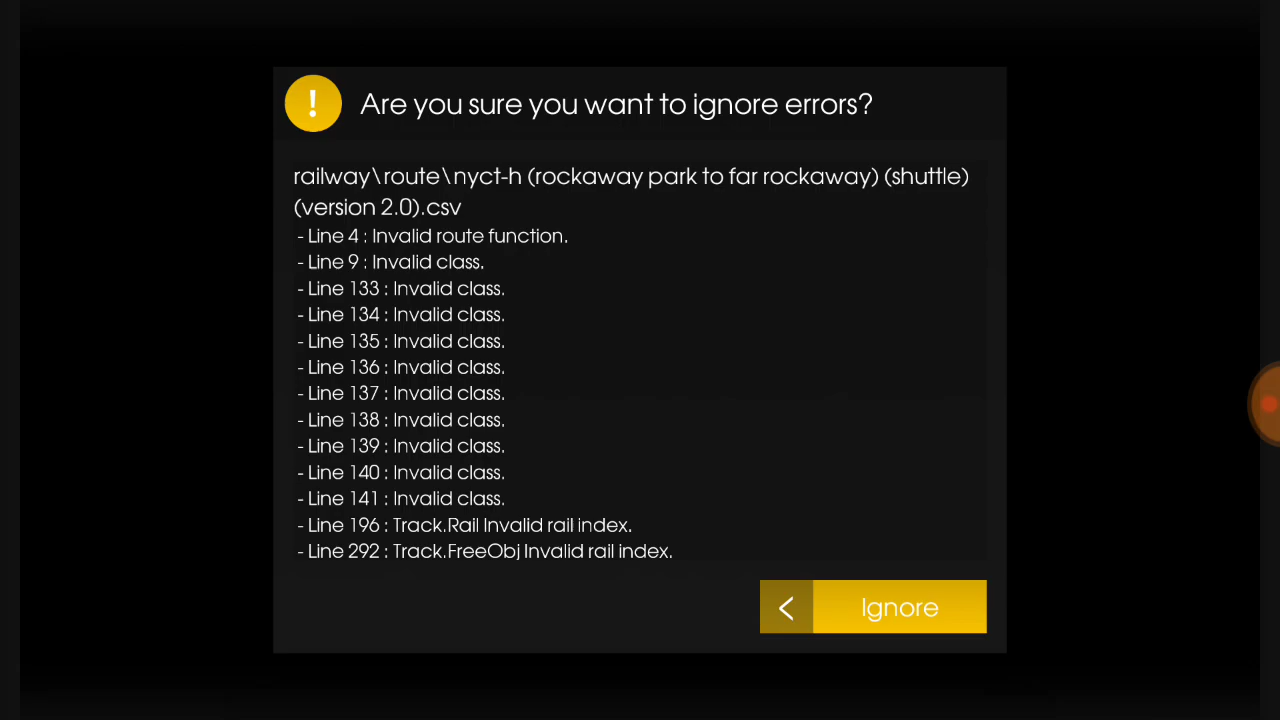 !
Are you sure you want to ignore errors?
railway\route\nyct-h (rockaway park to far rockaway) (shuttle)
(version 2.0).csv
- Line 4 : Invalid route function.
- Line 9 : Invalid class.
- Line 133 : Invalid class.
- Line 134 : Invalid class.
- Line 135 : Invalid class.
- Line 136 : Invalid class.
- Line 137 : Invalid class.
- Line 138 : Invalid class.
- Line 139 : Invalid class.
- Line 140 : Invalid class.
- Line 141 : Invalid class.
- Line 196 : Track.Rail Invalid rail index.
- Line 292 : Track.FreeObj Invalid rail index.
< Ignore